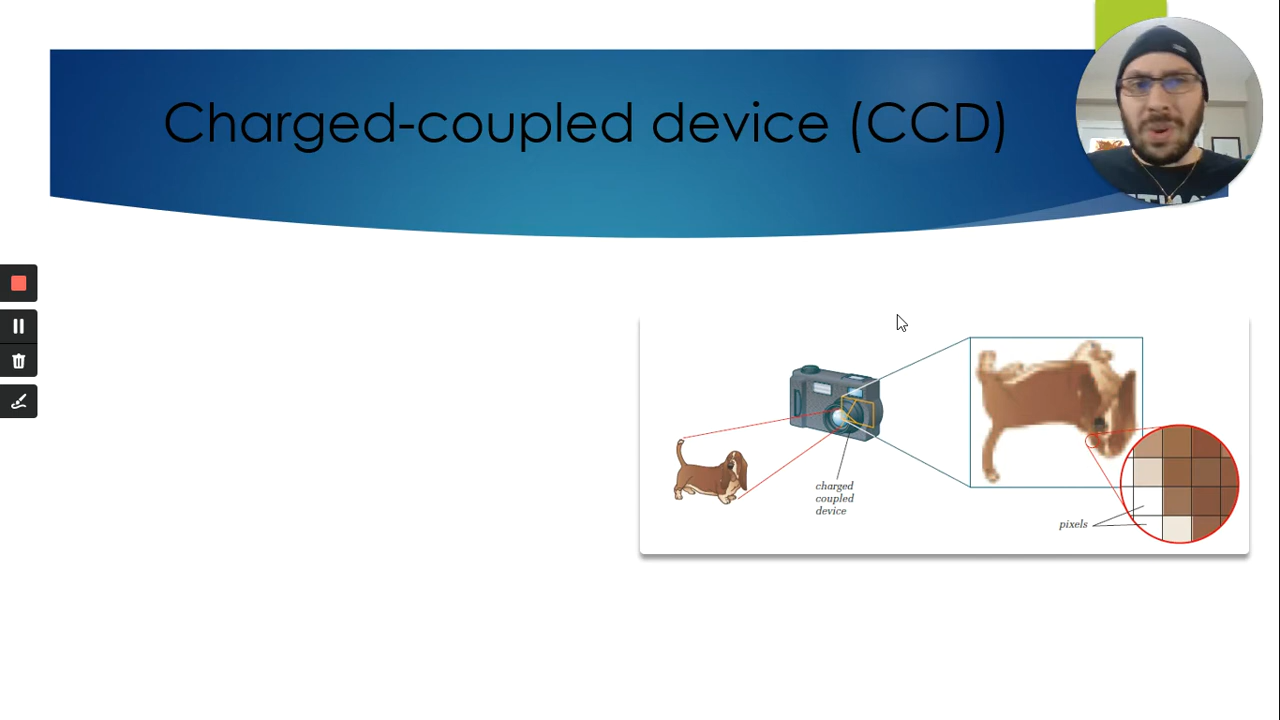 Charged-coupled device (CCD)
charged
coupled
device
pixels